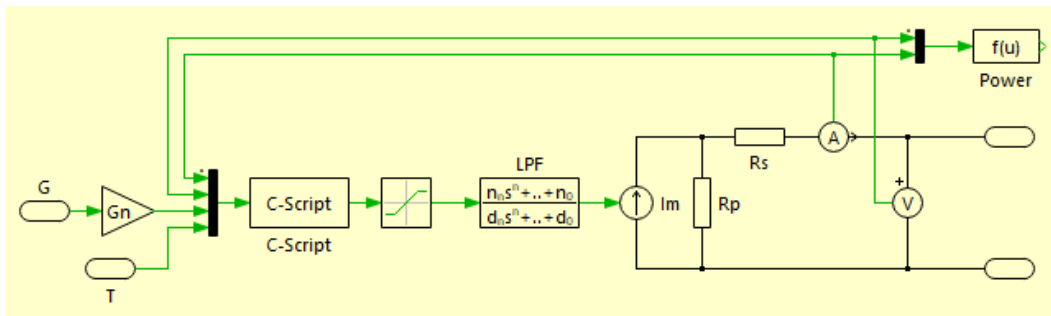 f(u)
Power
A
Rs
LPF
G
Gn
C-Script
C-Script
nₙsⁿ+..+n₀
dₙsⁿ+..+d₀
Im
Rp
+
V
T